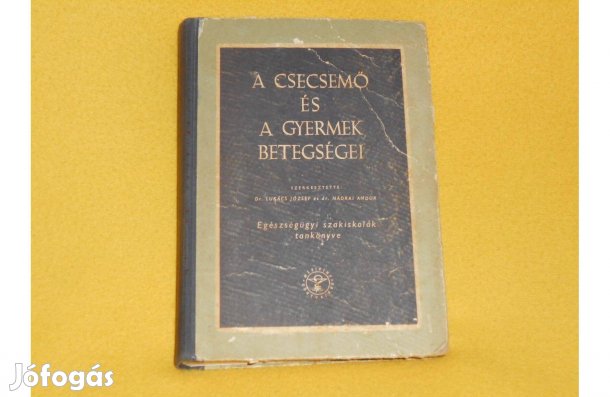 A CSECSEMŐ
ÉS
A GYERMEK
BETEGSÉGEI
SZERKESZTETTE:
Dr. LUKÁCS JÓZSEF és dr. NÁDRAI ANDOR
Egészségügyi szakiskolák
tankönyve
Jófogás